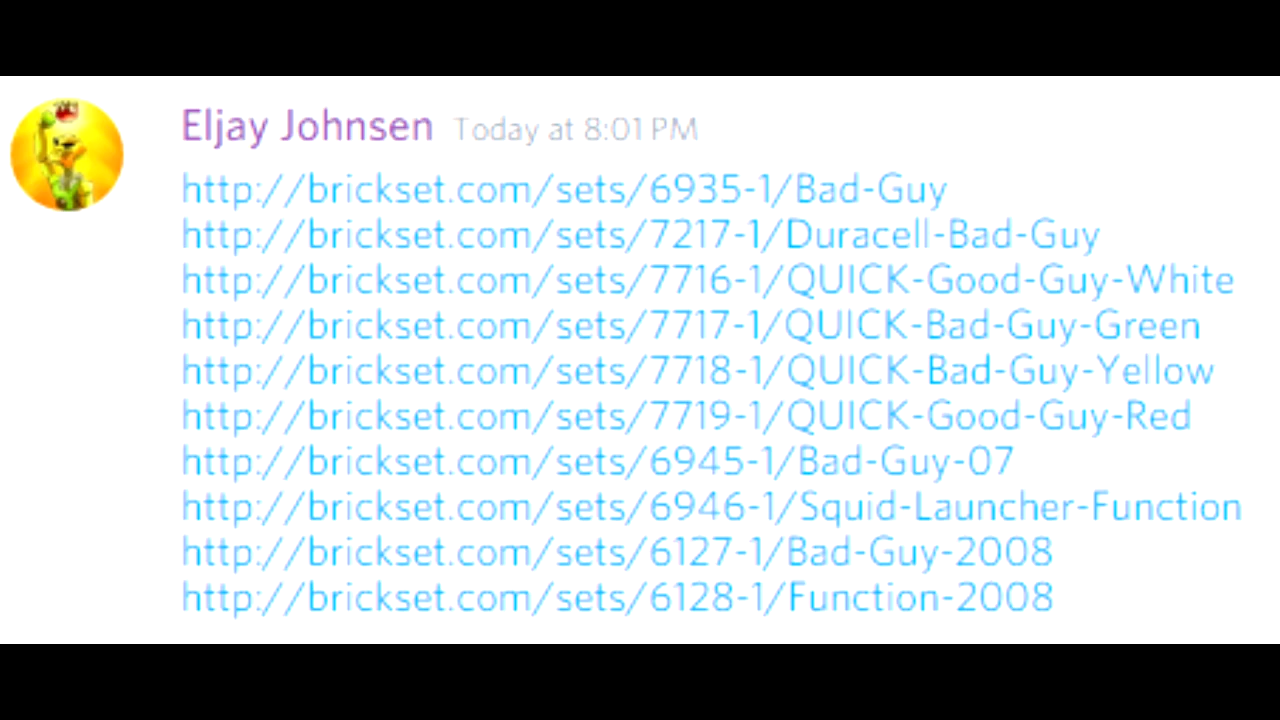 Eljay Johnsen Today at 8:01 PM
http://brickset.com/sets/6935-1/Bad-Guy
http://brickset.com/sets/7217-1/Duracell-Bad-Guy
http://brickset.com/sets/7716-1/QUICK-Good-Guy-White
http://brickset.com/sets/7717-1/QUICK-Bad-Guy-Green
http://brickset.com/sets/7718-1/QUICK-Bad-Guy-Yellow
http://brickset.com/sets/7719-1/QUICK-Good-Guy-Red
http://brickset.com/sets/6945-1/Bad-Guy-07
http://brickset.com/sets/6946-1/Squid-Launcher-Function
http://brickset.com/sets/6127-1/Bad-Guy-2008
http://brickset.com/sets/6128-1/Function-2008